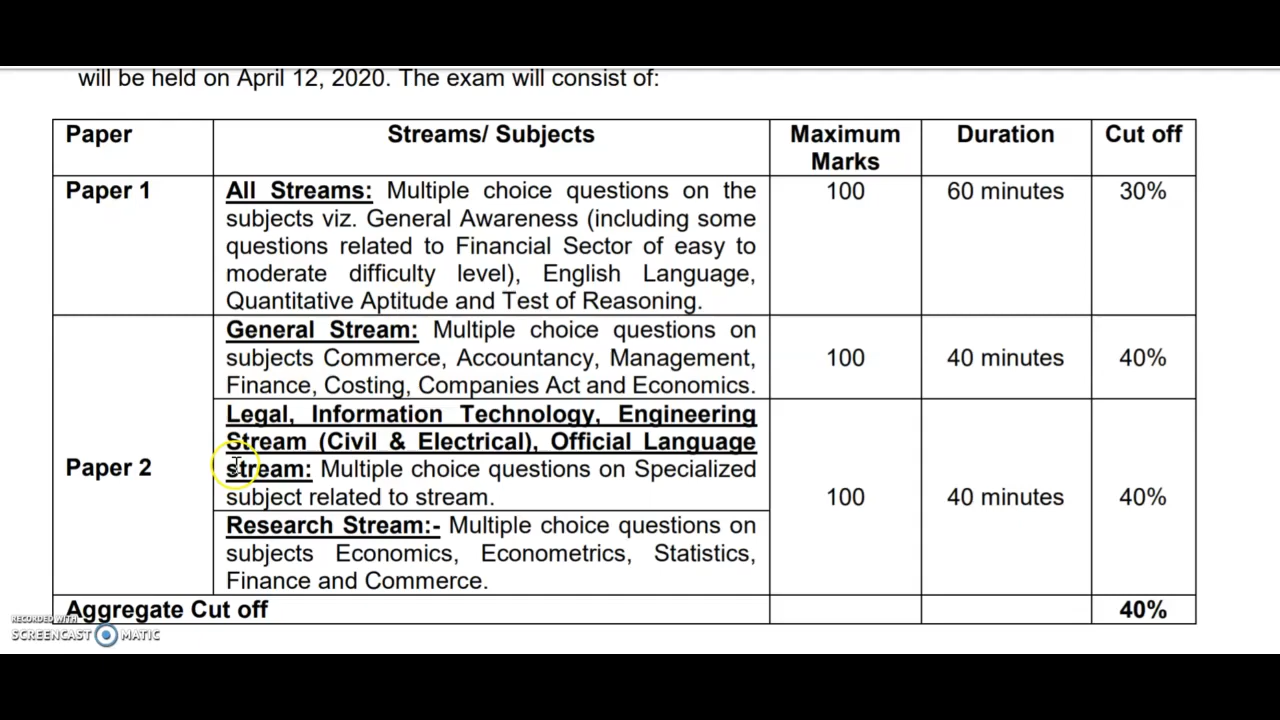 will be held on April 12, 2020. The exam will consist of:
Paper Streams/ Subjects Maximum Marks Duration Cut off
Paper 1 All Streams: Multiple choice questions on the 100 60 minutes 30%
subjects viz. General Awareness (including some
questions related to Financial Sector of easy to
moderate difficulty level), English Language,
Quantitative Aptitude and Test of Reasoning.
General Stream: Multiple choice questions on
subjects Commerce, Accountancy, Management, 100 40 minutes 40%
Finance, Costing, Companies Act and Economics.
Legal, Information Technology, Engineering
Stream (Civil & Electrical), Official Language
Paper 2 stream: Multiple choice questions on Specialized
subject related to stream. 100 40 minutes 40%
Research Stream:- Multiple choice questions on
subjects Economics, Econometrics, Statistics,
Finance and Commerce.
Aggregate Cut off 40%
RECORDED WITH
SCREENCAST MATIC